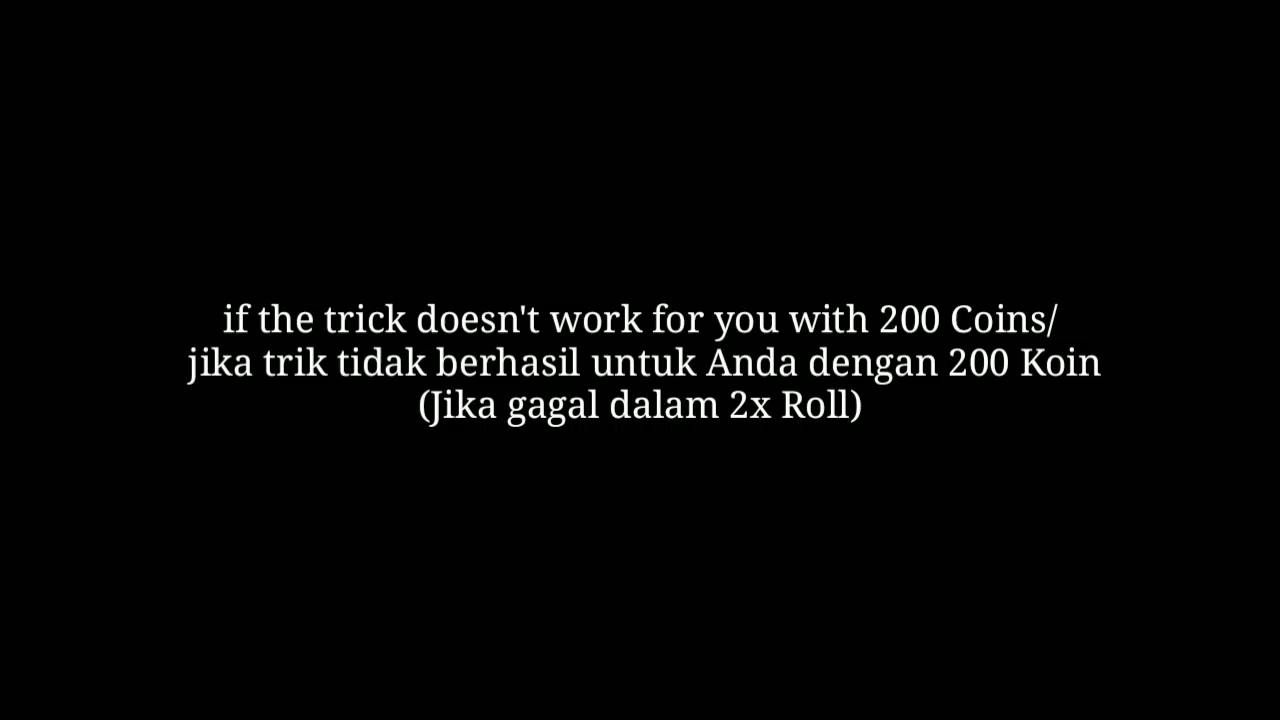 if the trick doesn't work for you with 200 Coins/
jika trik tidak berhasil untuk Anda dengan 200 Koin
(Jika gagal dalam 2x Roll)